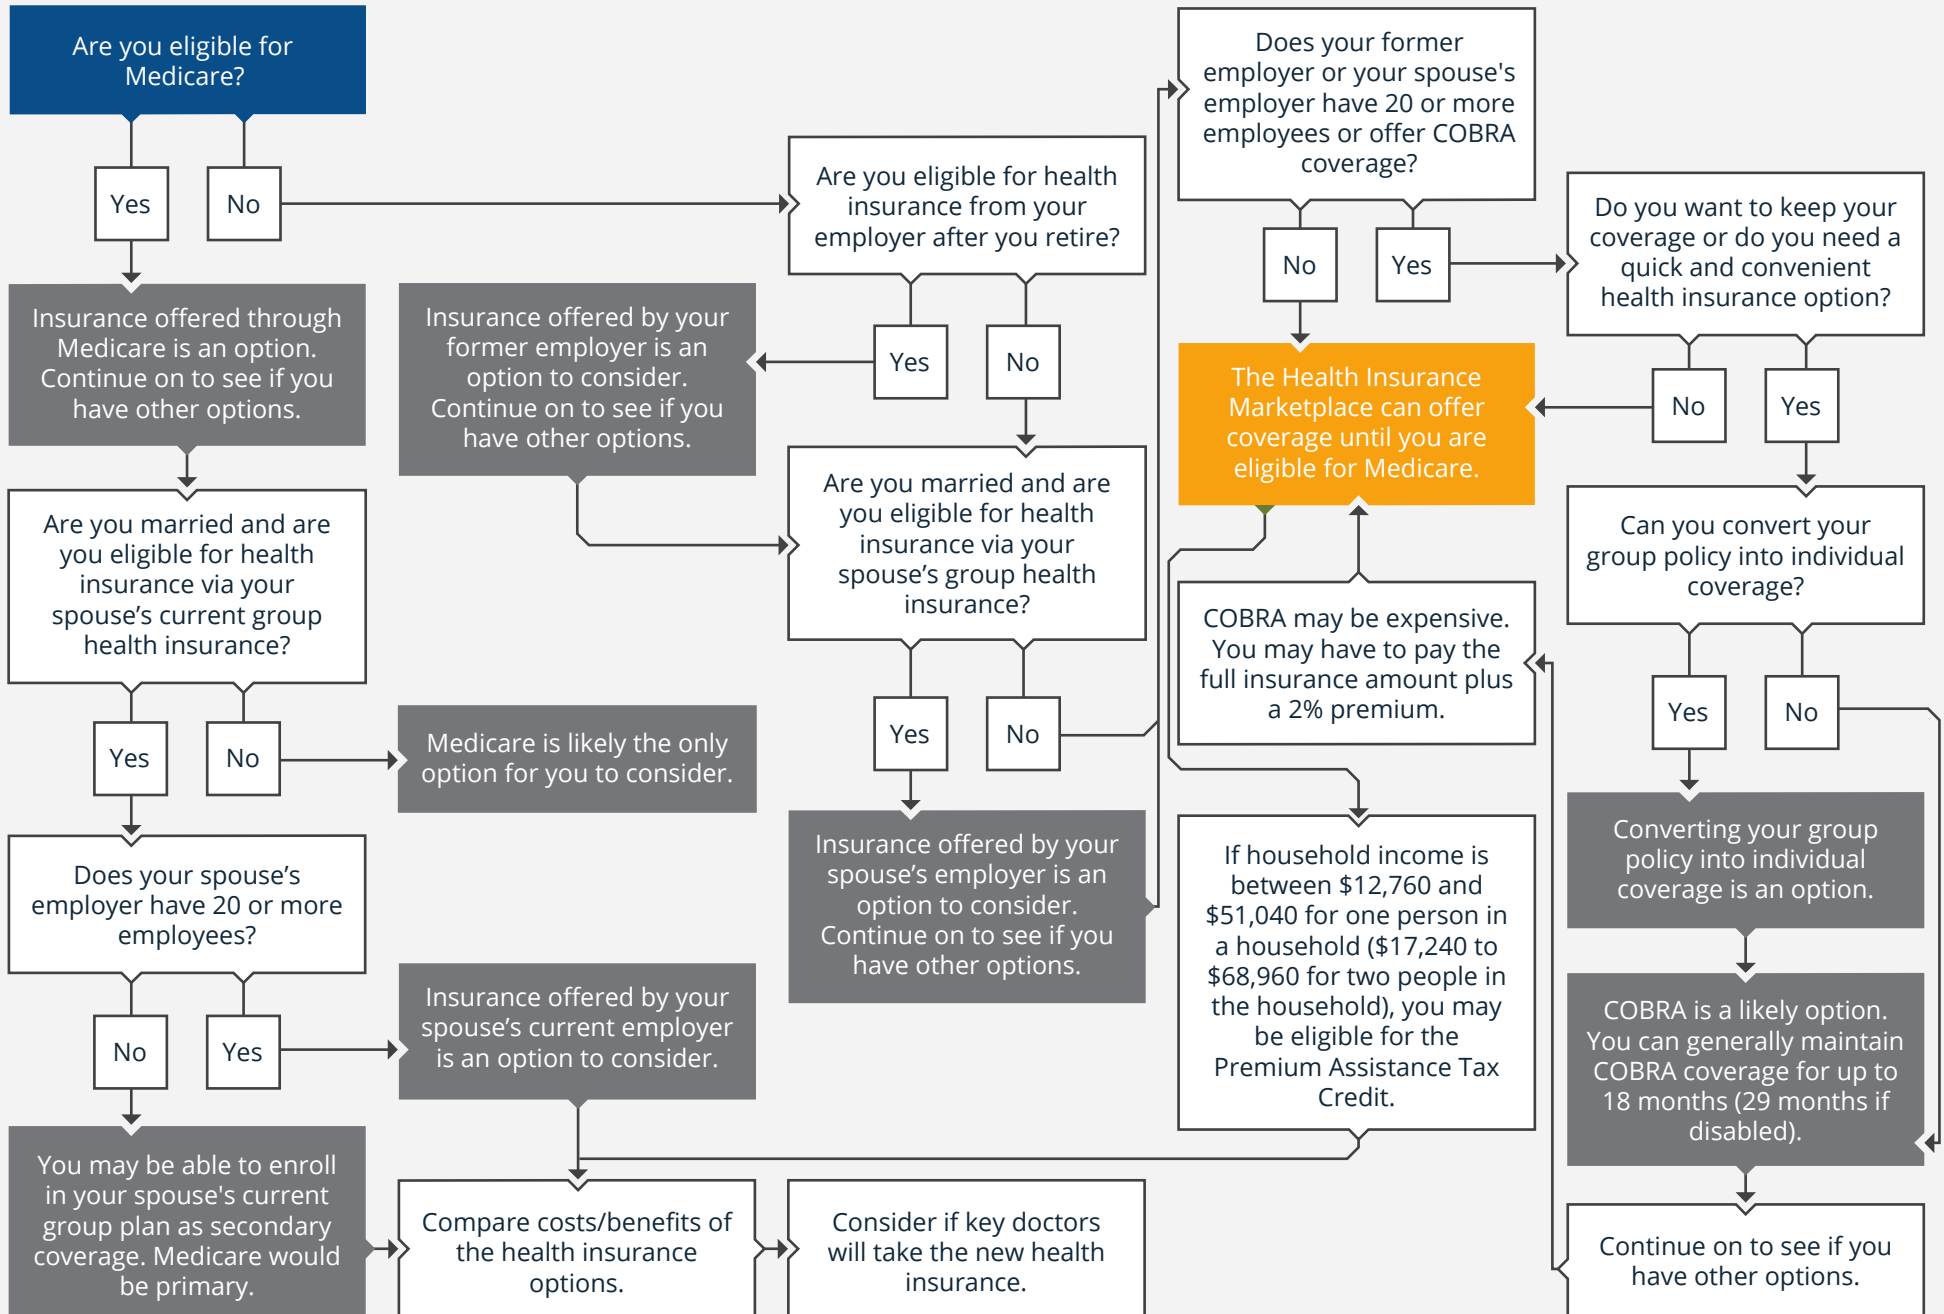 Are you eligible for
Medicare?
Yes
No
Insurance offered through
Medicare is an option.
Continue on to see if you
have other options.
Are you married and are
you eligible for health
insurance via your
spouse’s current group
health insurance?
Yes
No
Medicare is likely the only
option for you to consider.
Does your spouse’s
employer have 20 or more
employees?
No
Yes
Insurance offered by your
spouse’s current employer
is an option to consider.
You may be able to enroll
in your spouse's current
group plan as secondary
coverage. Medicare would
be primary.
Compare costs/benefits of
the health insurance
options.
Consider if key doctors
will take the new health
insurance.
Are you eligible for health
insurance from your
employer after you retire?
Yes
No
Insurance offered by your
former employer is an
option to consider.
Continue on to see if you
have other options.
Are you married and are
you eligible for health
insurance via your
spouse’s group health
insurance?
Yes
No
Insurance offered by your
spouse’s employer is an
option to consider.
Continue on to see if you
have other options.
Does your former
employer or your spouse's
employer have 20 or more
employees or offer COBRA
coverage?
No
Yes
The Health Insurance
Marketplace can offer
coverage until you are
eligible for Medicare.
COBRA may be expensive.
You may have to pay the
full insurance amount plus
a 2% premium.
If household income is
between $12,760 and
$51,040 for one person in
a household ($17,240 to
$68,960 for two people in
the household), you may
be eligible for the
Premium Assistance Tax
Credit.
Do you want to keep your
coverage or do you need a
quick and convenient
health insurance option?
No
Yes
Can you convert your
group policy into individual
coverage?
Yes
No
Converting your group
policy into individual
coverage is an option.
COBRA is a likely option.
You can generally maintain
COBRA coverage for up to
18 months (29 months if
disabled).
Continue on to see if you
have other options.